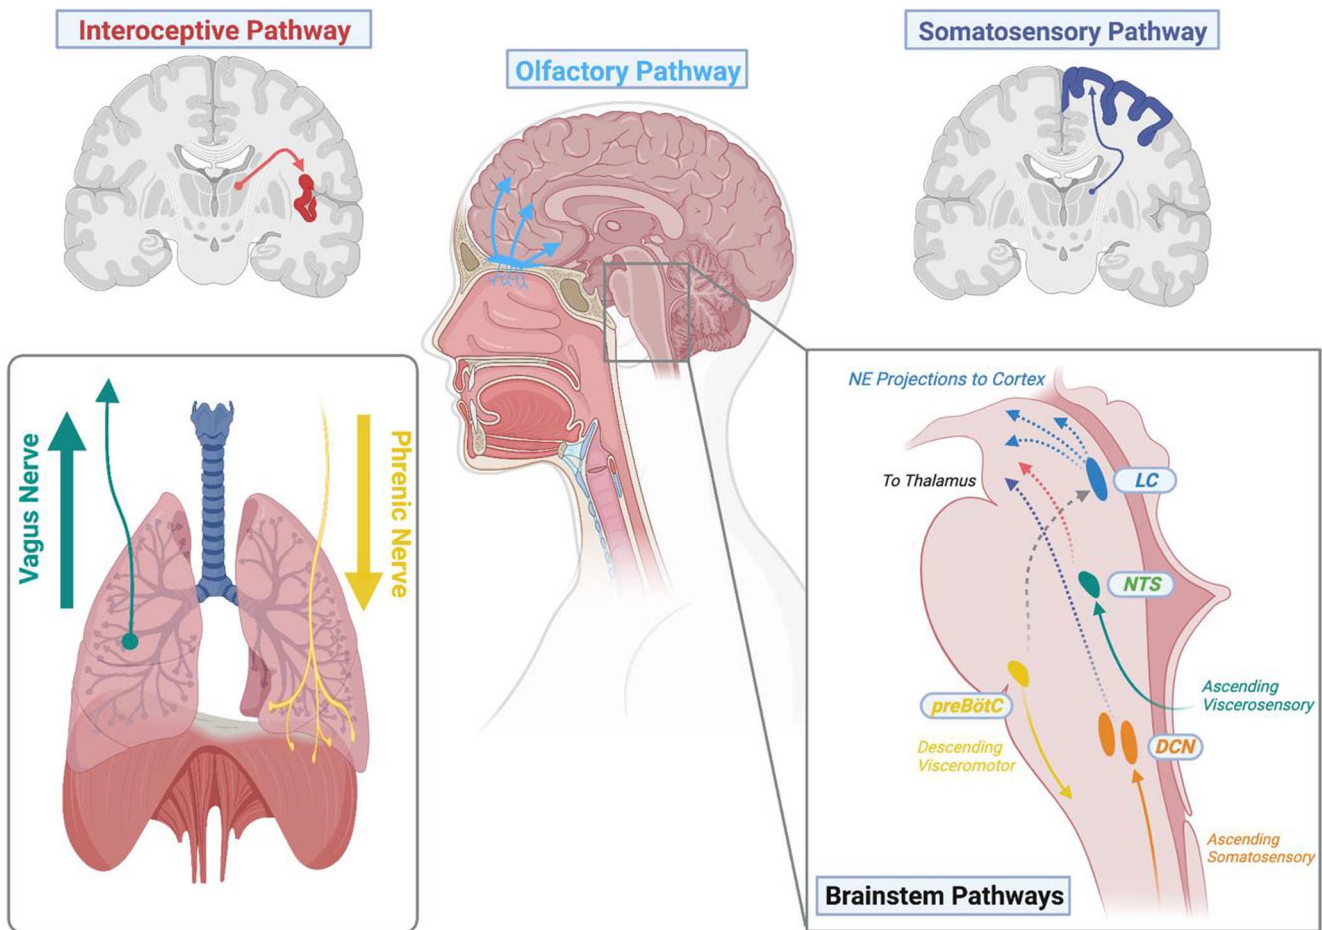 Interoceptive Pathway
Olfactory Pathway
Somatosensory Pathway
Vagus Nerve
Phrenic Nerve
NE Projections to Cortex
To Thalamus
LC
NTS
preBötC
Descending
Visceromotor
Ascending
Viscerosensory
DCN
Ascending
Somatosensory
Brainstem Pathways